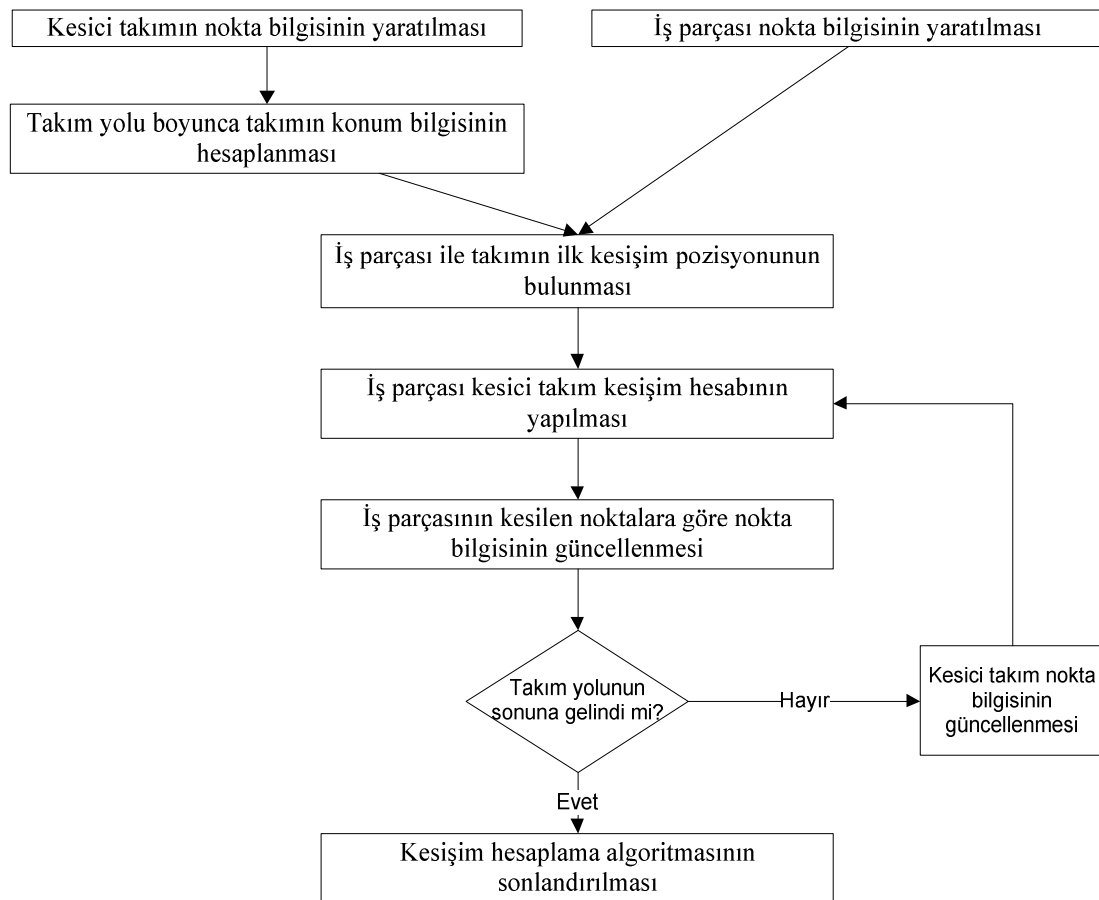 Kesici takımın nokta bilgisinin yaratılması
İş parçası nokta bilgisinin yaratılması
Takım yolu boyunca takımın konum bilgisinin
hesaplanması
İş parçası ile takımın ilk kesişim pozisyonunun
bulunması
İş parçası kesici takım kesişim hesabının
yapılması
İş parçasının kesilen noktalara göre nokta
bilgisinin güncellenmesi
Takım yolunun
sonuna gelindi mi?
Hayır
Kesici takım nokta
bilgisinin
güncellenmesi
Evet
Kesişim hesaplama algoritmasının
sonlandırılması